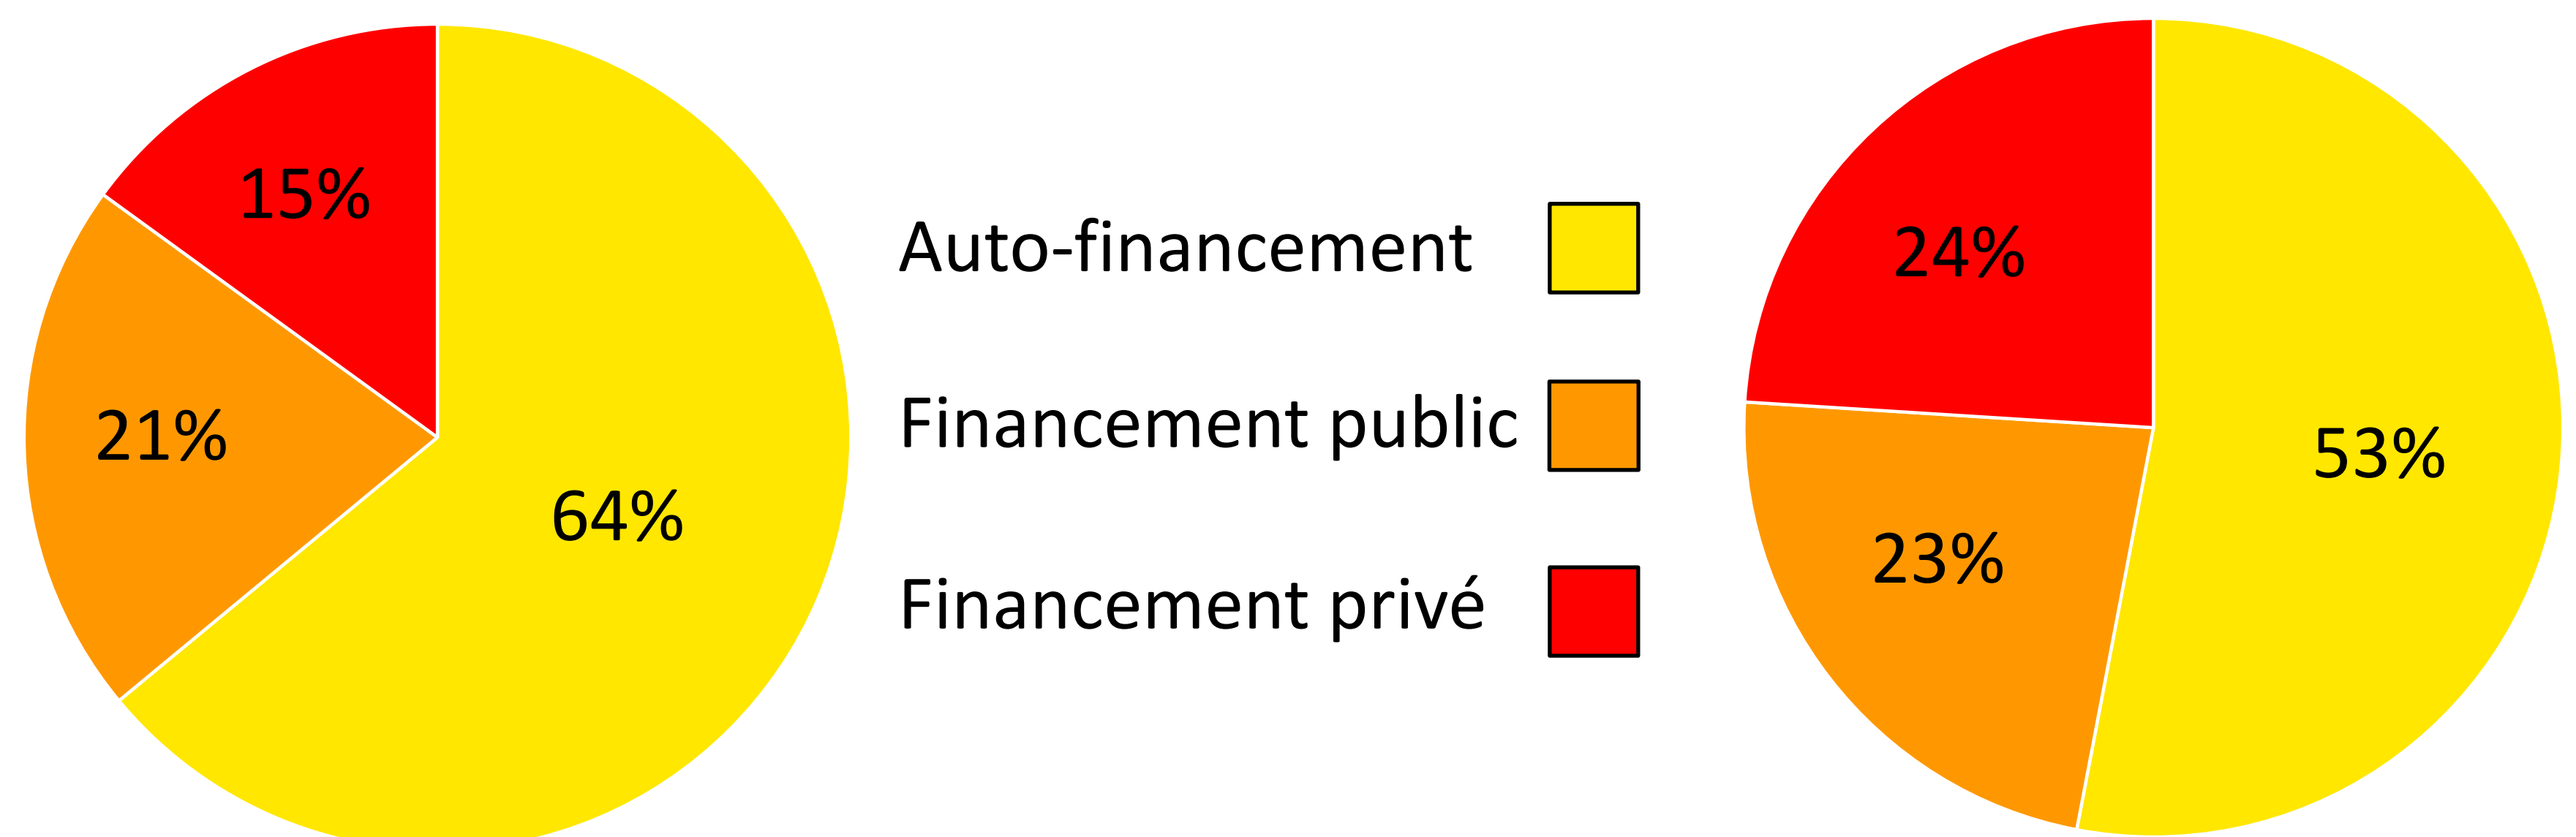 15%
21%
64%
Auto-financement
Financement public
Financement privé
24%
23%
53%